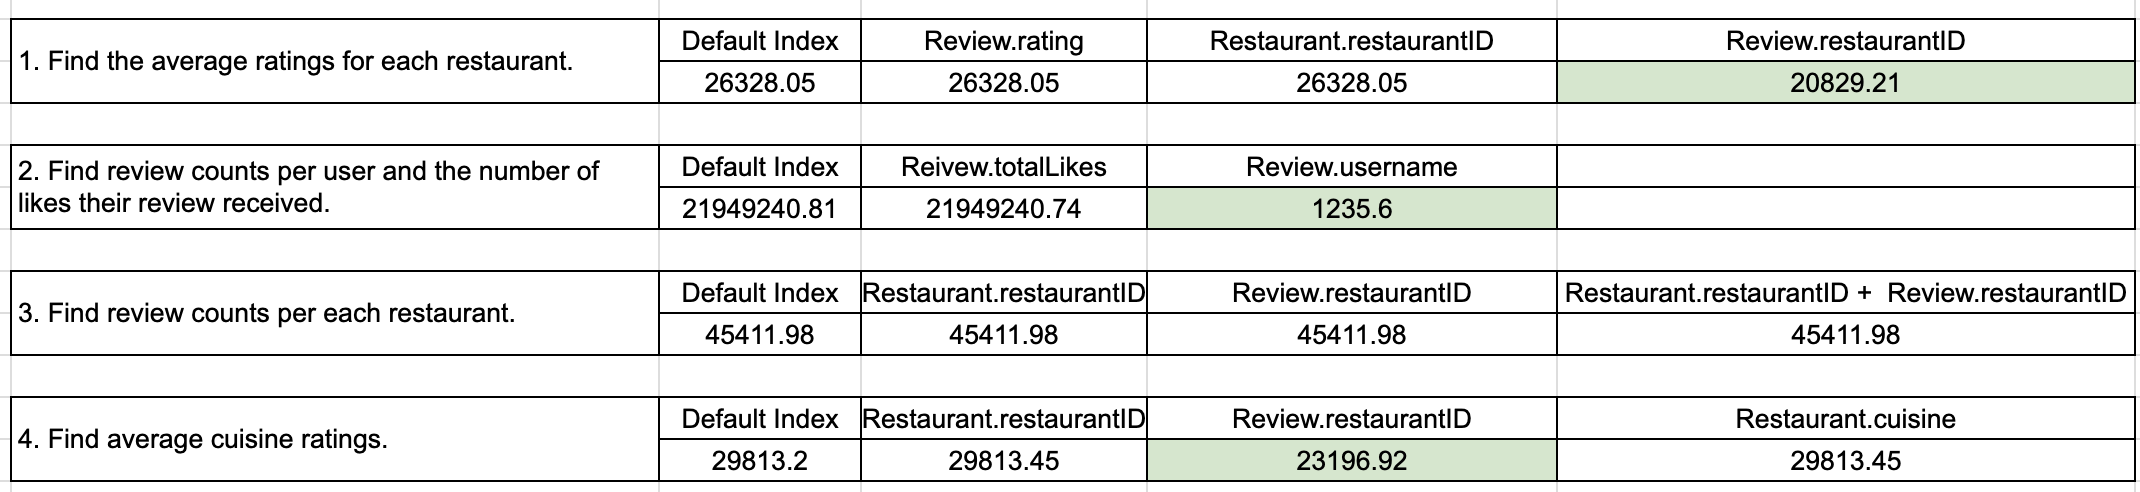 1. Find the average ratings for each restaurant.
Default Index Review.rating Restaurant.restaurantID Review.restaurantID
26328.05 26328.05 26328.05 20829.21
2. Find review counts per user and the number of
likes their review received.
Default Index Reivew.totalLikes Review.username
21949240.81 21949240.74 1235.6
3. Find review counts per each restaurant.
Default Index Restaurant.restaurantID Review.restaurantID Restaurant.restaurantID + Review.restaurantID
45411.98 45411.98 45411.98 45411.98
4. Find average cuisine ratings.
Default Index Restaurant.restaurantID Review.restaurantID Restaurant.cuisine
29813.2 29813.45 23196.92 29813.45